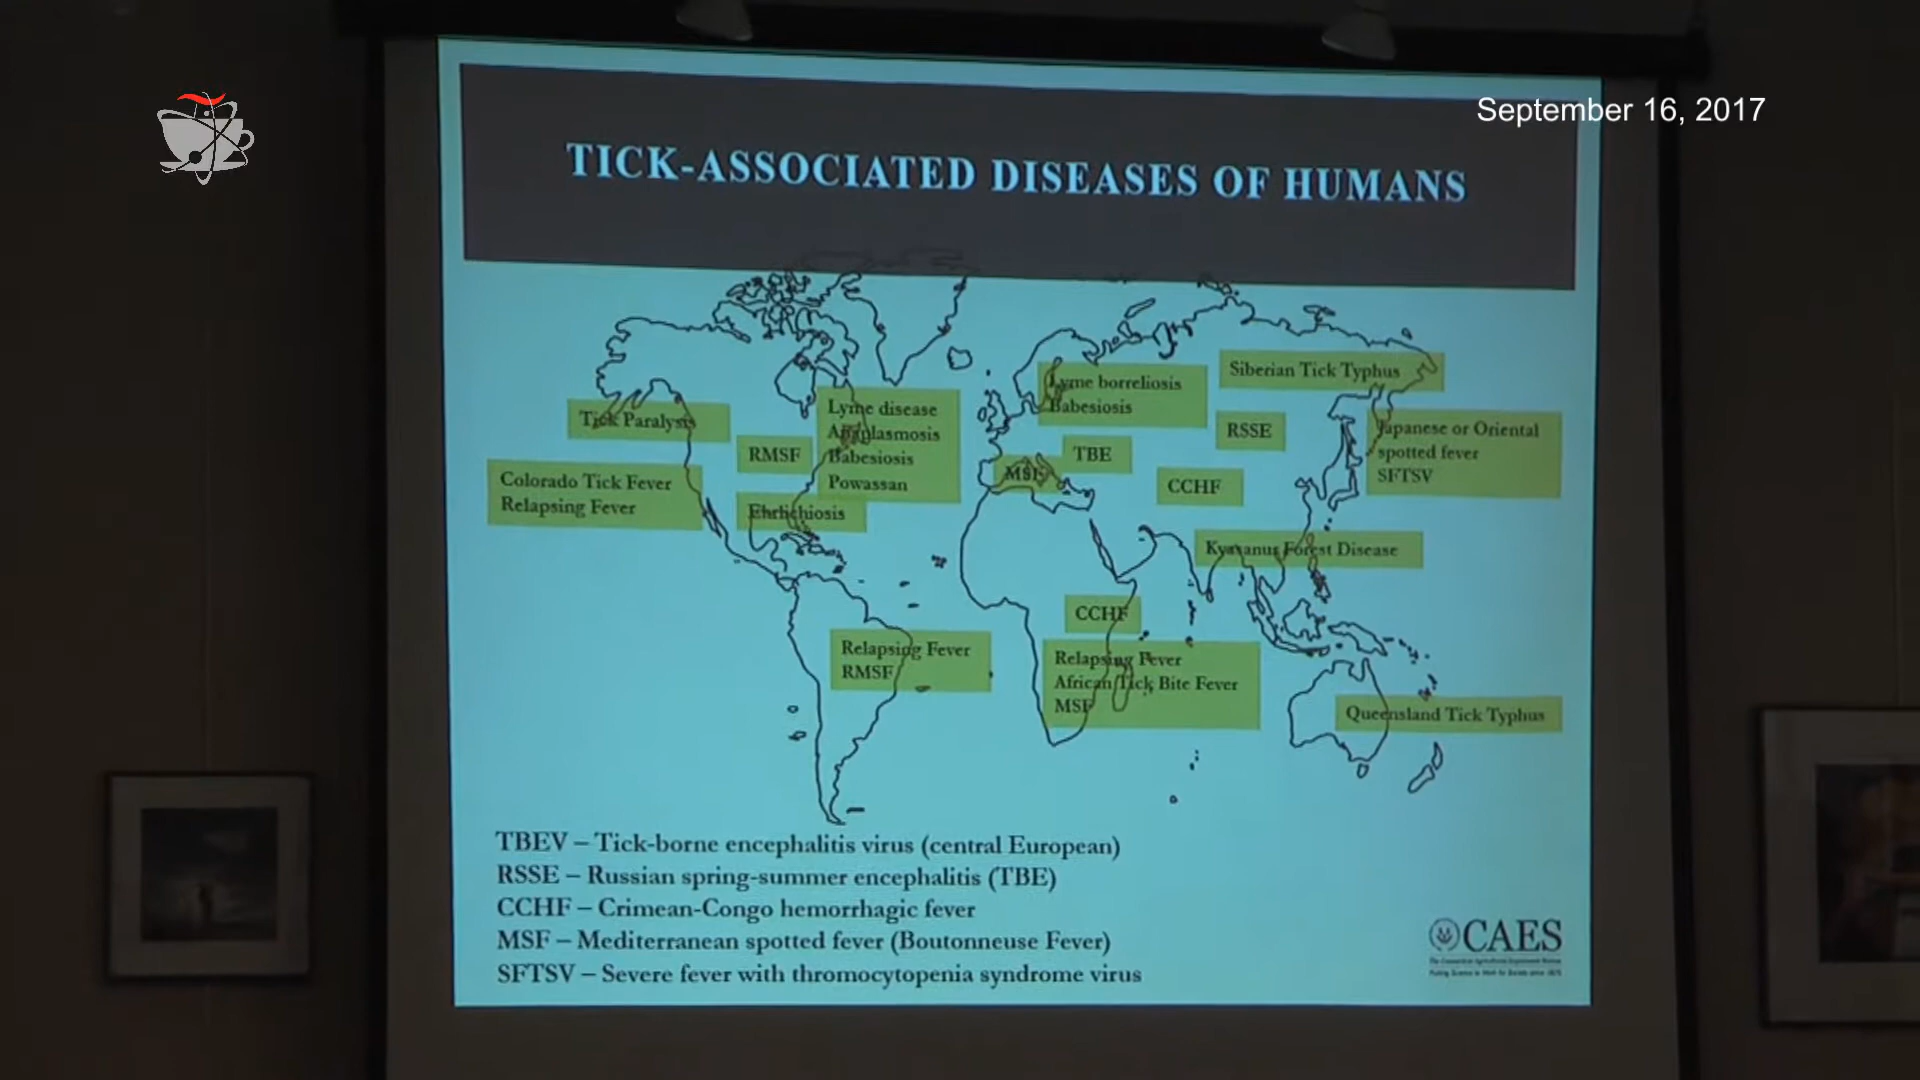 September 16, 2017
TICK-ASSOCIATED DISEASES OF HUMANS
Siberian Tick Typhus
Lyme borreliosis
Babesiosis
Tick Paralysis
Lyme disease
Anaplasmosis
Babesiosis
Powassan
RMSF
RSSE
Japanese or Oriental
spotted fever
SFTSV
TBE
MSF
CCHF
Colorado Tick Fever
Relapsing Fever
Ehrlichiosis
Kyasanur Forest Disease
CCHF
Relapsing Fever
RMSF
Relapsing Fever
African Tick Bite Fever
MSF
Queensland Tick Typhus
TBEV – Tick-borne encephalitis virus (central European)
RSSE – Russian spring-summer encephalitis (TBE)
CCHF – Crimean-Congo hemorrhagic fever
MSF – Mediterranean spotted fever (Boutonneuse Fever)
SFTSV – Severe fever with thromocytopenia syndrome virus
CAES